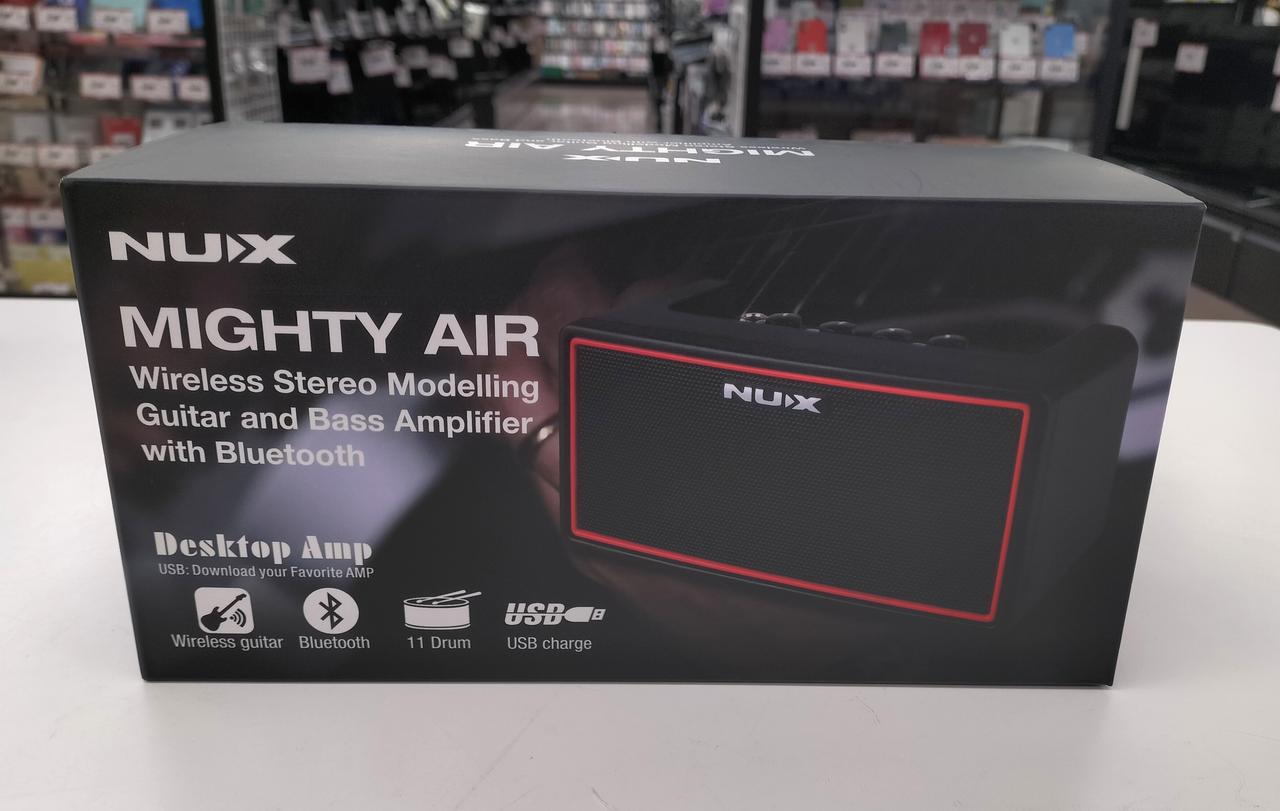 NUX
MIGHTY AIR
NUX
MIGHTY AIR
Wireless Stereo Modelling
Guitar and Bass Amplifier
with Bluetooth
NUX
Desktop Amp
USB: Download your Favorite AMP
Wireless guitar
Bluetooth
11 Drum
USB
USB charge